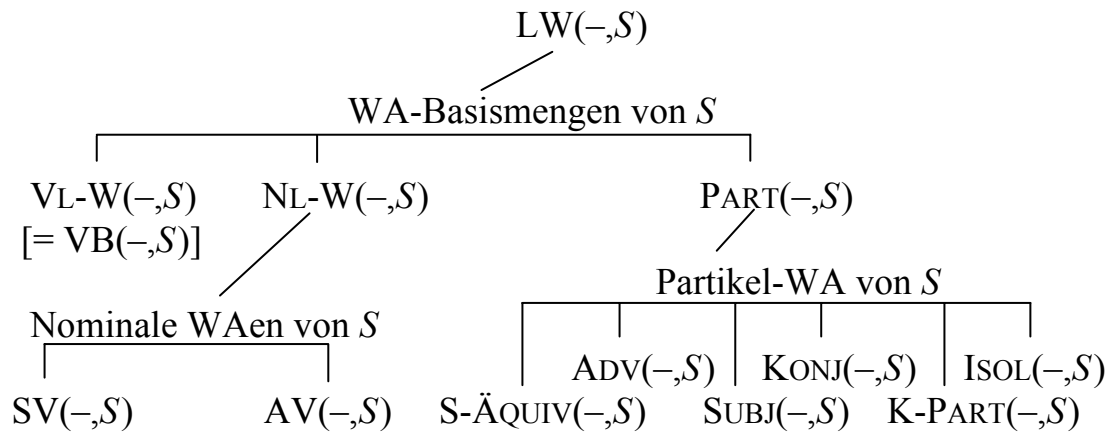 LW(–,S)
WA-Basismengen von S
VL-W(–,S) NL-W(–,S) PART(–,S)
[= VB(–,S)]
Partikel-WA von S
Nominale WAen von S
ADV(–,S) KONJ(–,S) ISOL(–,S)
SV(–,S) AV(–,S) S-ÄQUIV(–,S) SUBJ(–,S) K-PART(–,S)